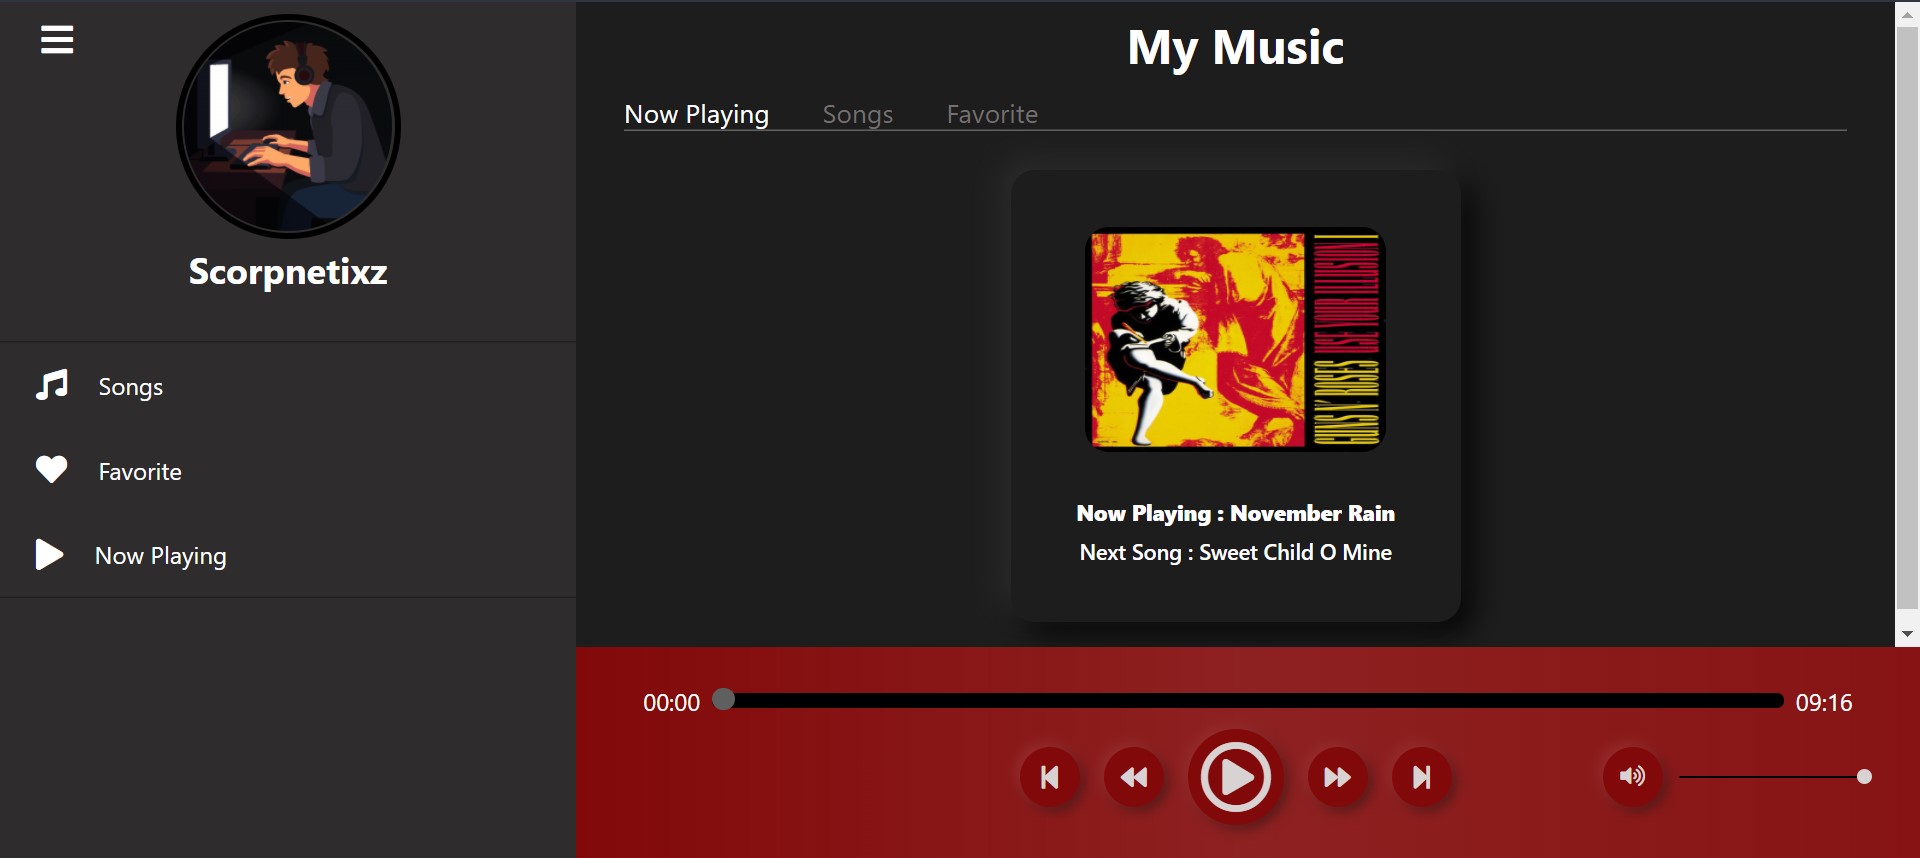 Scorpnetixz
Songs
Favorite
Now Playing
My Music
Now Playing Songs Favorite
GUNS N' ROSES USE YOUR ILLUSION I
Now Playing : November Rain
Next Song : Sweet Child O Mine
00:00 09:16